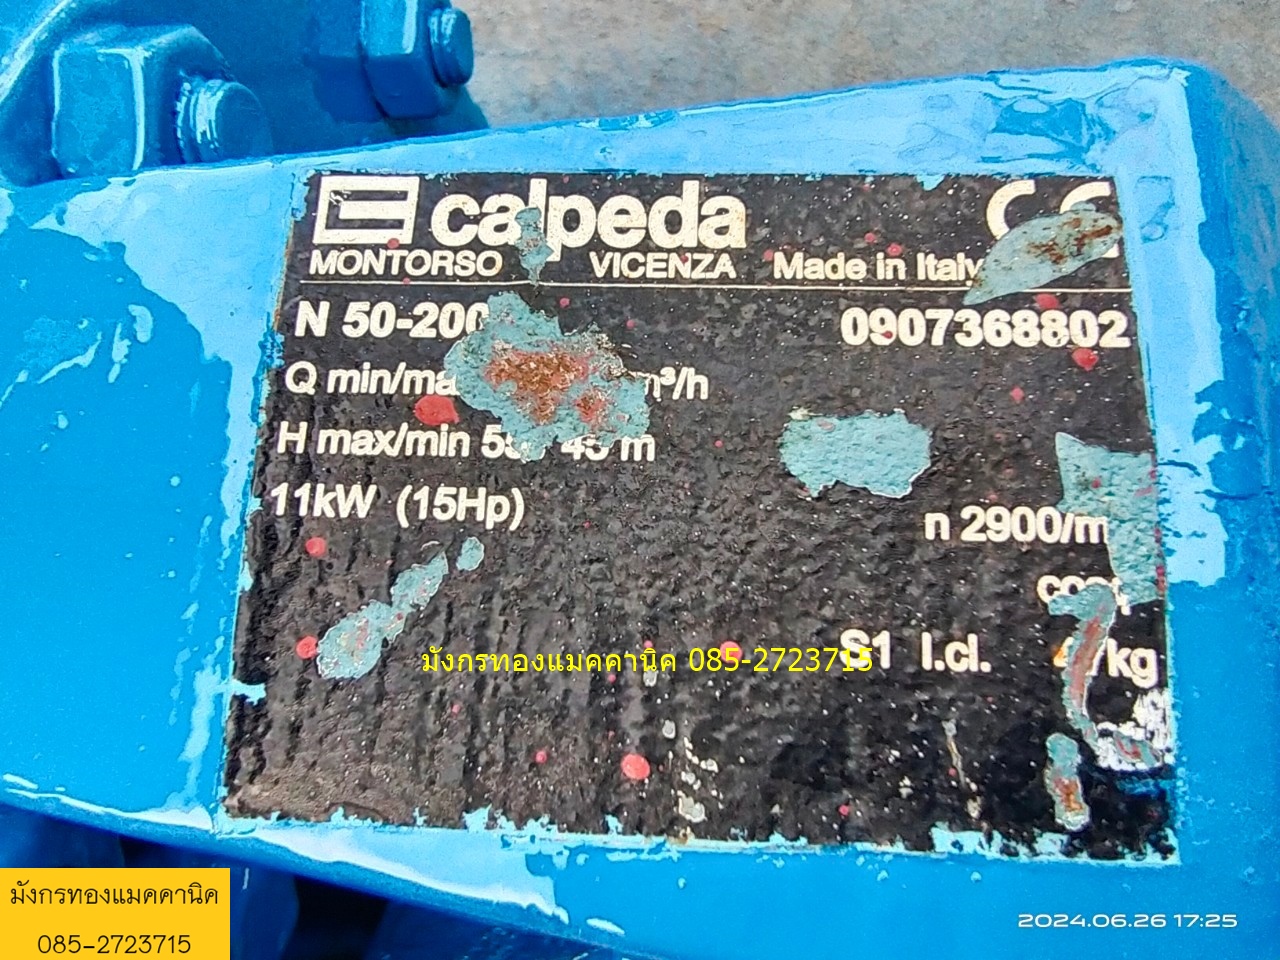 calpeda
MONTORSO VICENZA Made in Italy CE
N 50-200 0907368802
Q min/ma m³/h
H max/min 45 m
11kW (15Hp) n 2900/m
S1 I.cl. kg
มังกรทองแมคคานิค 085-2723715
มังกรทองแมคคานิค
085-2723715
2024.06.26 17:25